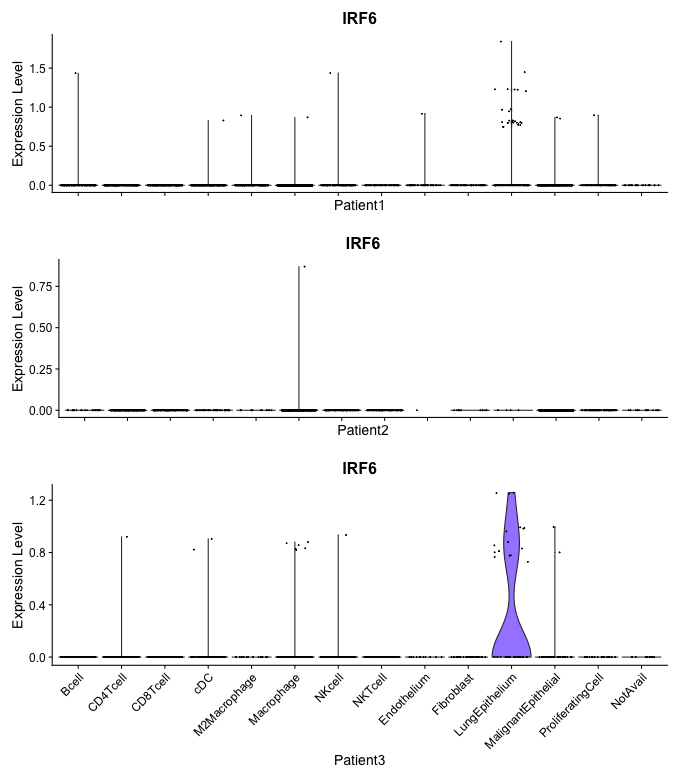 IRF6
Expression Level
1.5
1.0
0.5
0.0
Patient1
IRF6
Expression Level
0.75
0.50
0.25
0.00
Patient2
IRF6
Expression Level
1.2
0.8
0.4
0.0
Bcell
CD4Tcell
CD8Tcell
cDC
M2Macrophage
Macrophage
NKcell
NKTcell
Endothelium
Fibroblast
LungEpithelium
MalignantEpithelial
ProliferatingCell
NotAvail
Patient3